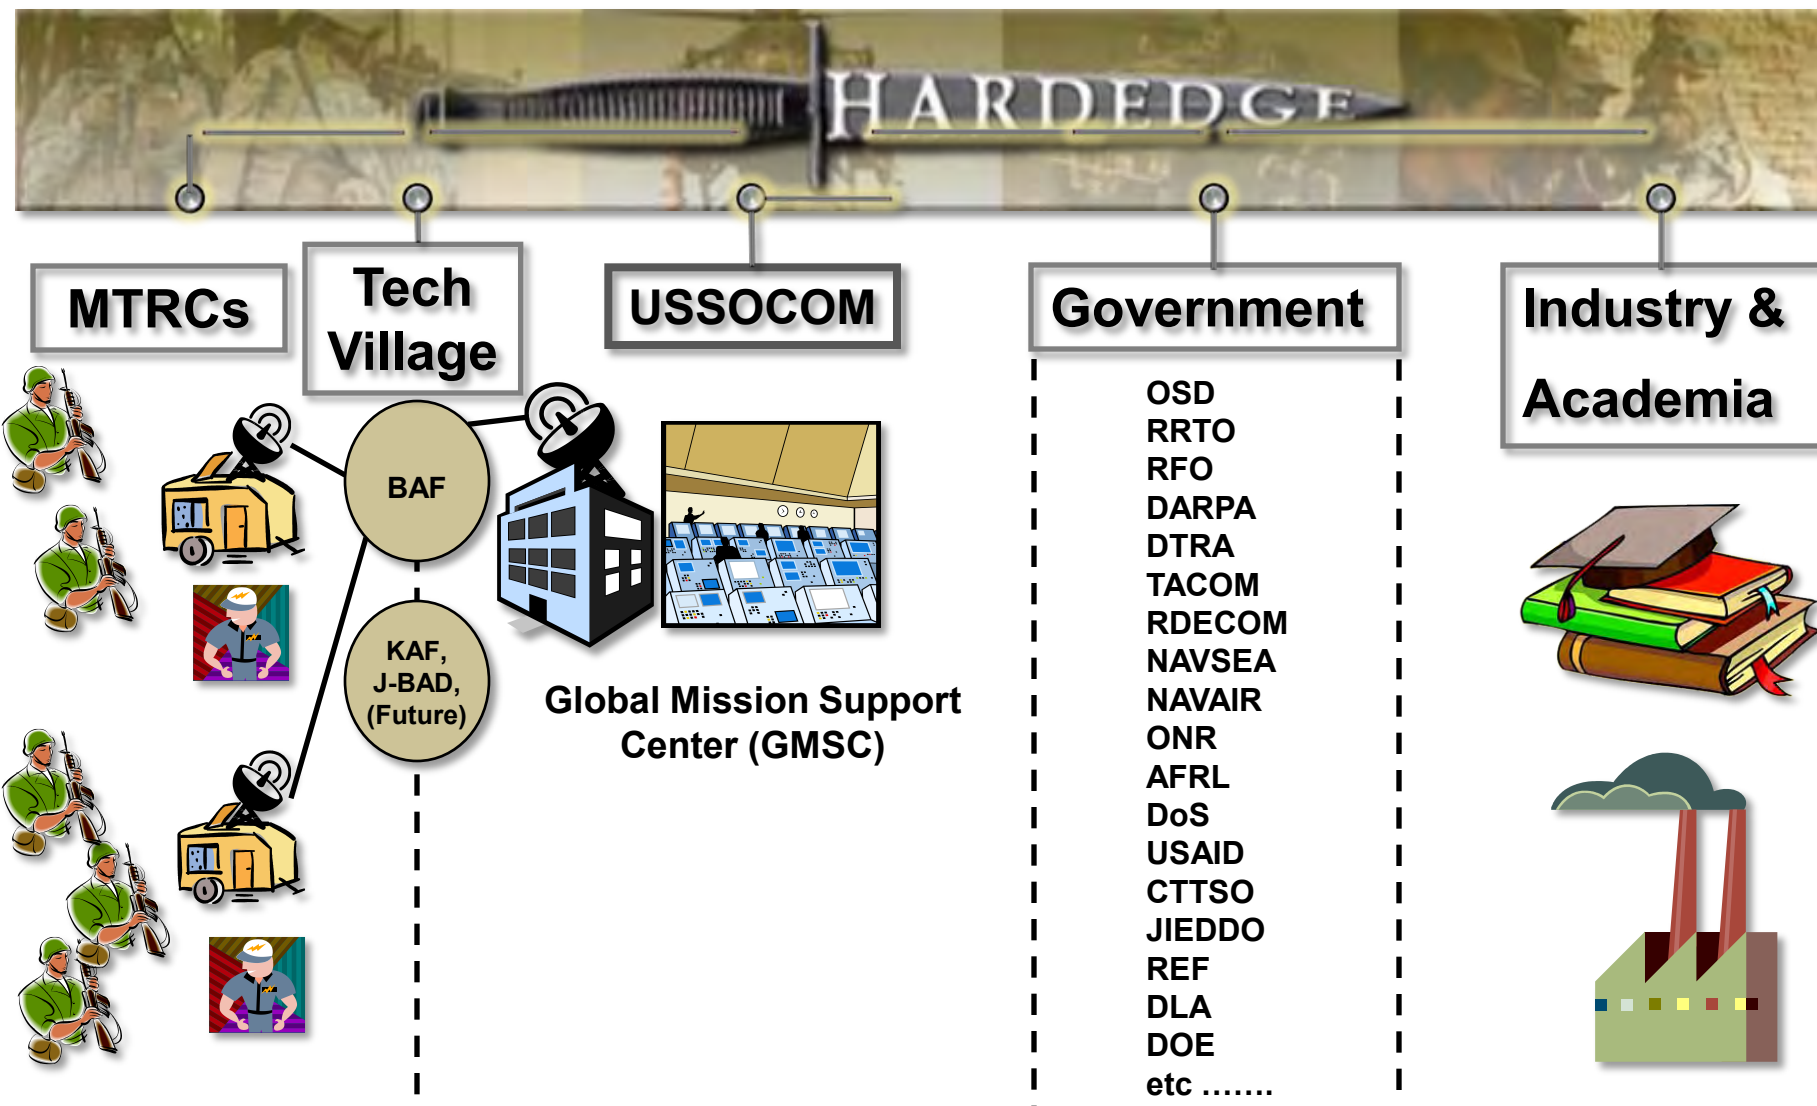 HARDEDGE
MTRCs
Tech
Village
USSOCOM
Government
Industry &
Academia
BAF
KAF,
J-BAD,
(Future)
Global Mission Support
Center (GMSC)
OSD
RRTO
RFO
DARPA
DTRA
TACOM
RDECOM
NAVSEA
NAVAIR
ONR
AFRL
DoS
USAID
CTTSO
JIEDDO
REF
DLA
DOE
etc .......